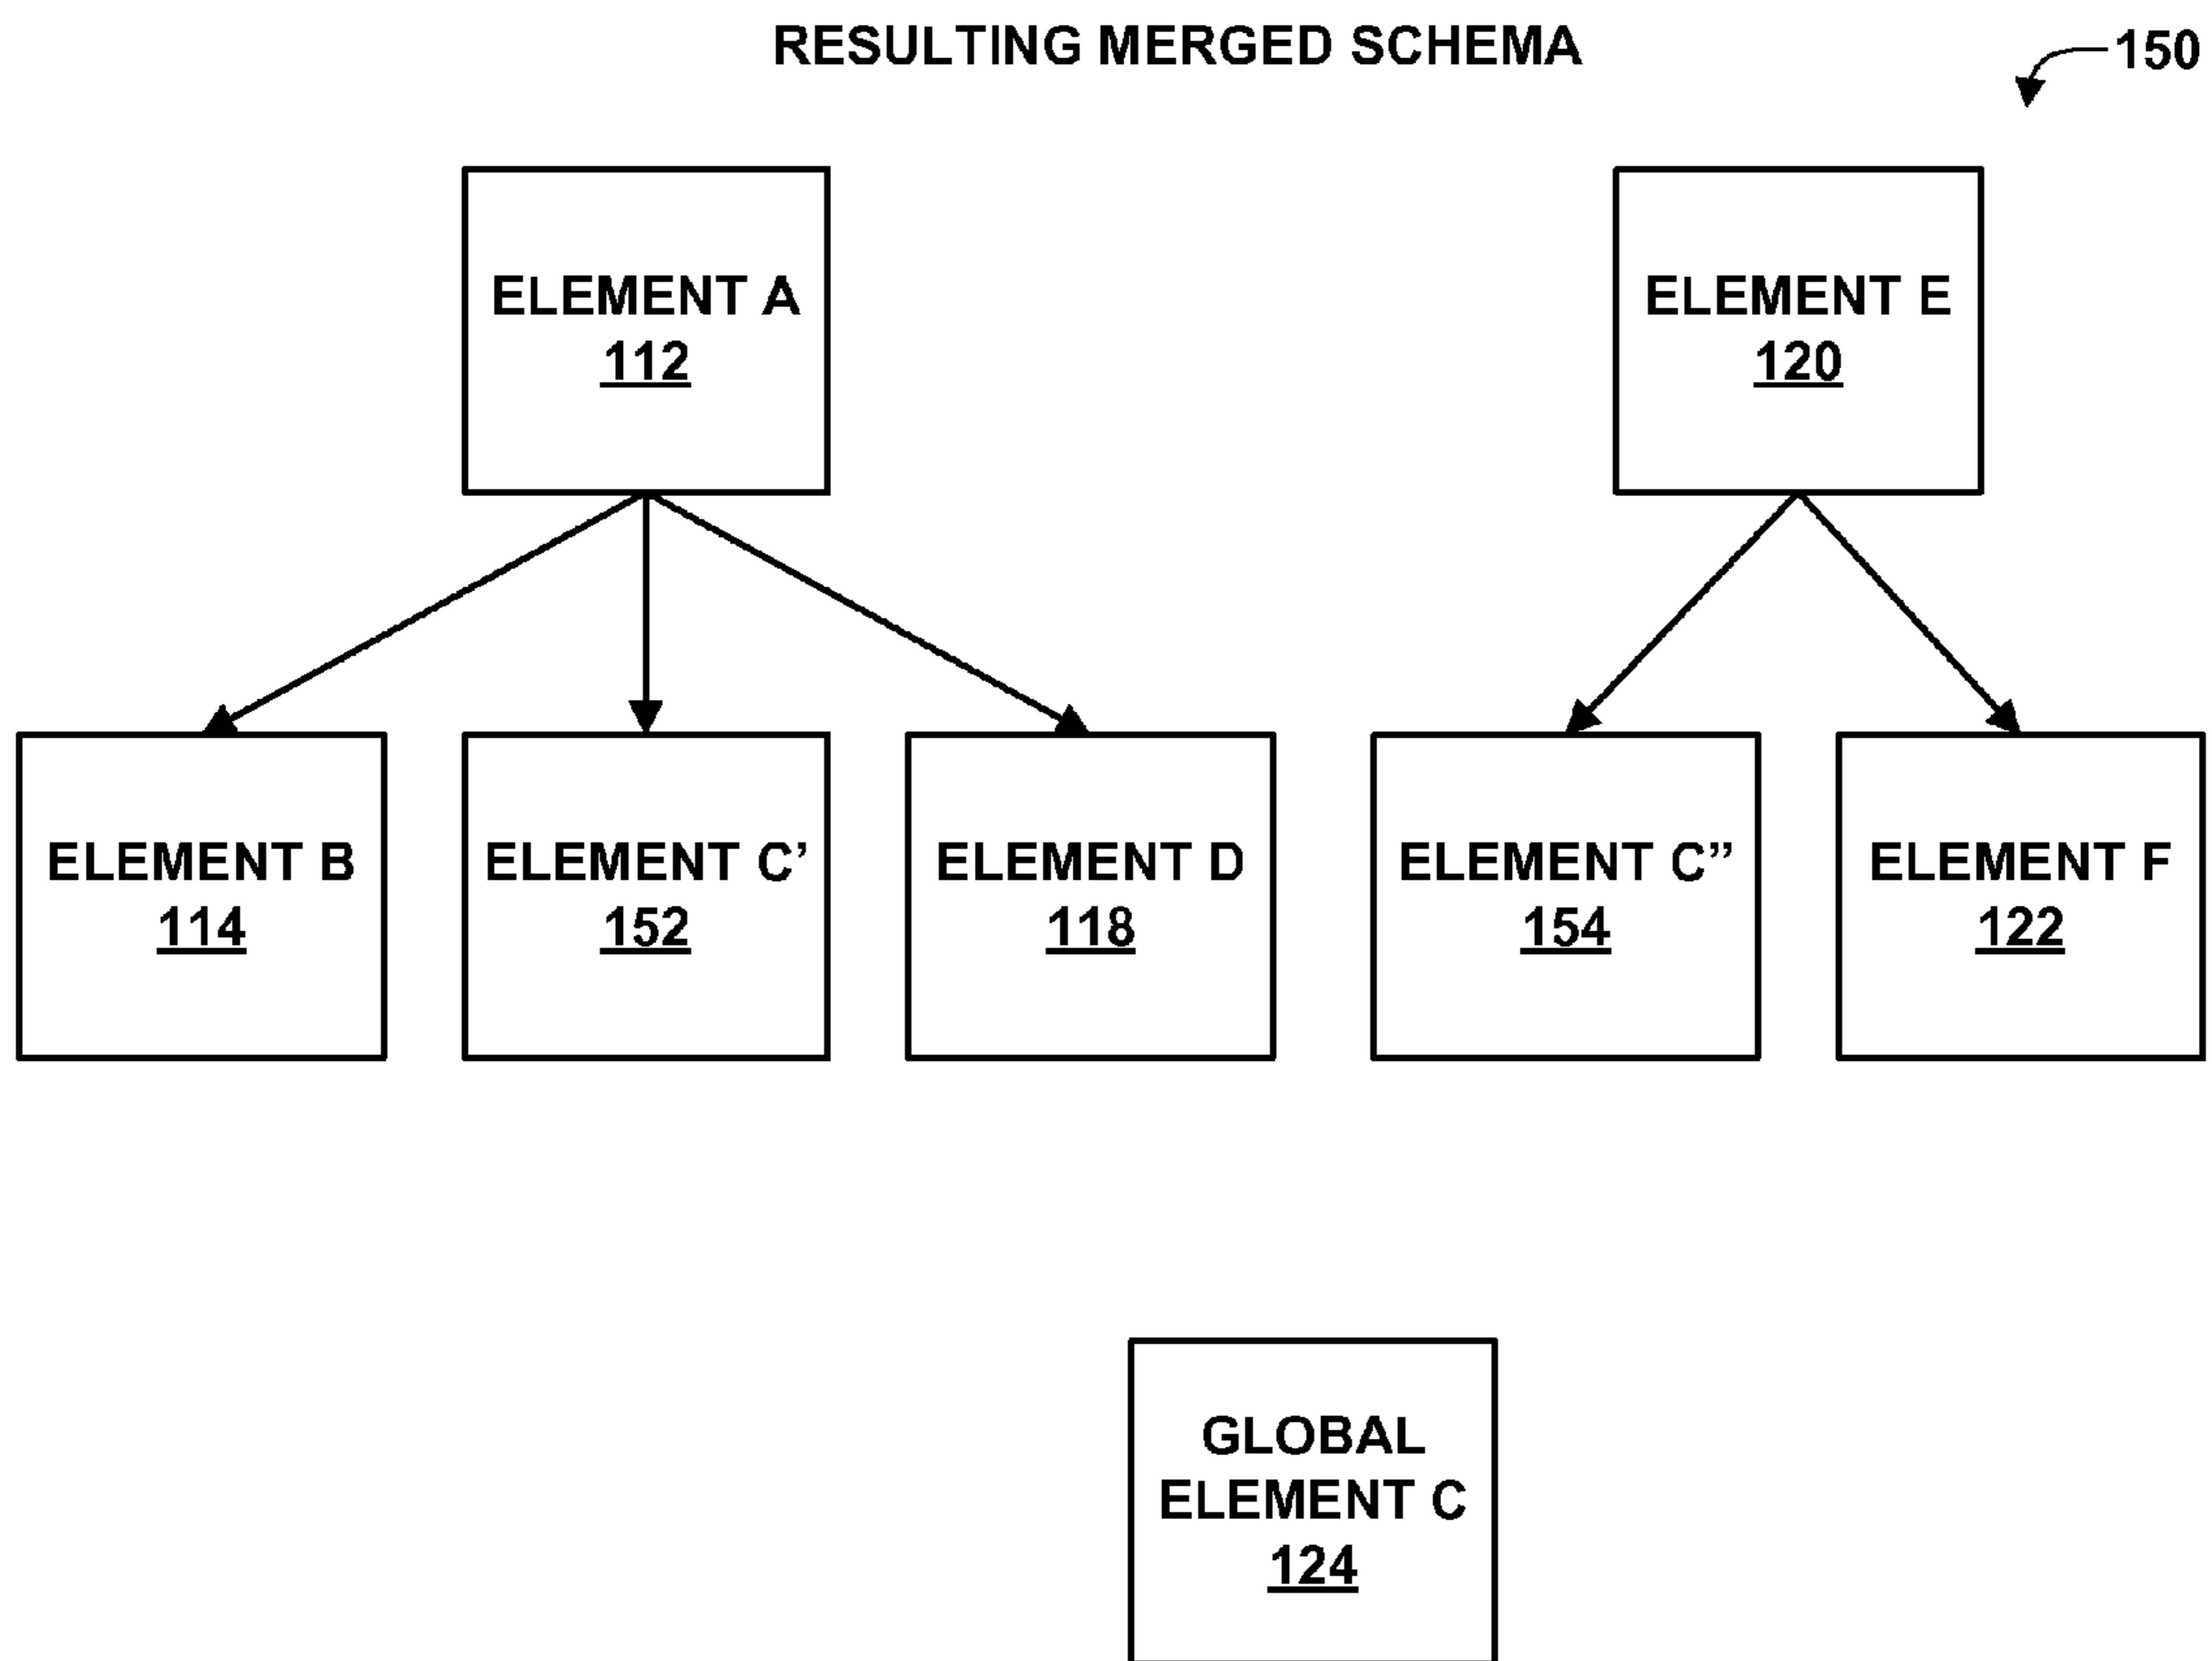 RESULTING MERGED SCHEMA
150
ELEMENT A
112
ELEMENT E
120
ELEMENT B
114
ELEMENT C’
152
ELEMENT D
118
ELEMENT C”
154
ELEMENT F
122
GLOBAL
ELEMENT C
124